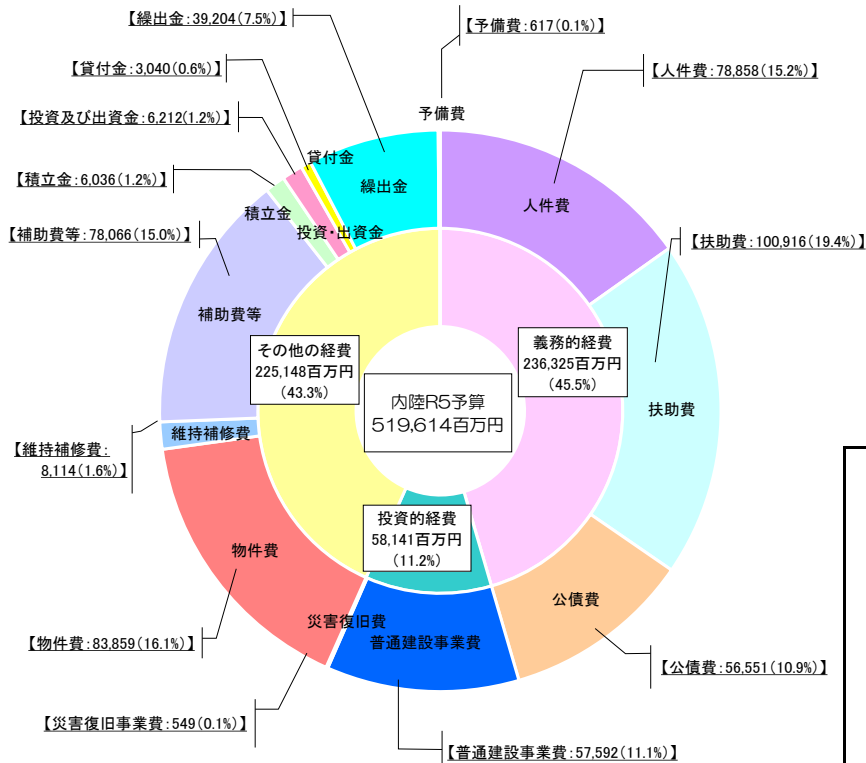 【繰出金:39,204(7.5%)】
【予備費:617(0.1%)】
【貸付金:3,040(0.6%)】
【人件費:78,858(15.2%)】
【投資及び出資金:6,212(1.2%)】
予備費
貸付金
繰出金
【積立金:6,036(1.2%)】
人件費
積立金
投資・出資金
【補助費等:78,066(15.0%)】
【扶助費:100,916(19.4%)】
補助費等
その他の経費
225,148百万円
(43.3%)
義務的経費
236,325百万円
(45.5%)
内陸R5予算
519,614百万円
扶助費
維持補修費
【維持補修費:
8,114(1.6%)】
投資的経費
58,141百万円
(11.2%)
物件費
公債費
災害復旧費
普通建設事業費
【物件費:83,859(16.1%)】
【公債費:56,551(10.9%)】
【災害復旧事業費:549(0.1%)】
【普通建設事業費:57,592(11.1%)】